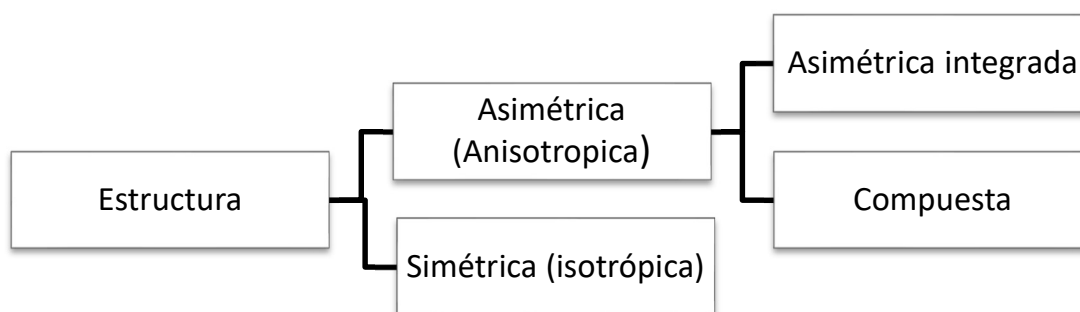 Estructura
Asimétrica
(Anisotropica)
Simétrica (isotrópica)
Asimétrica integrada
Compuesta